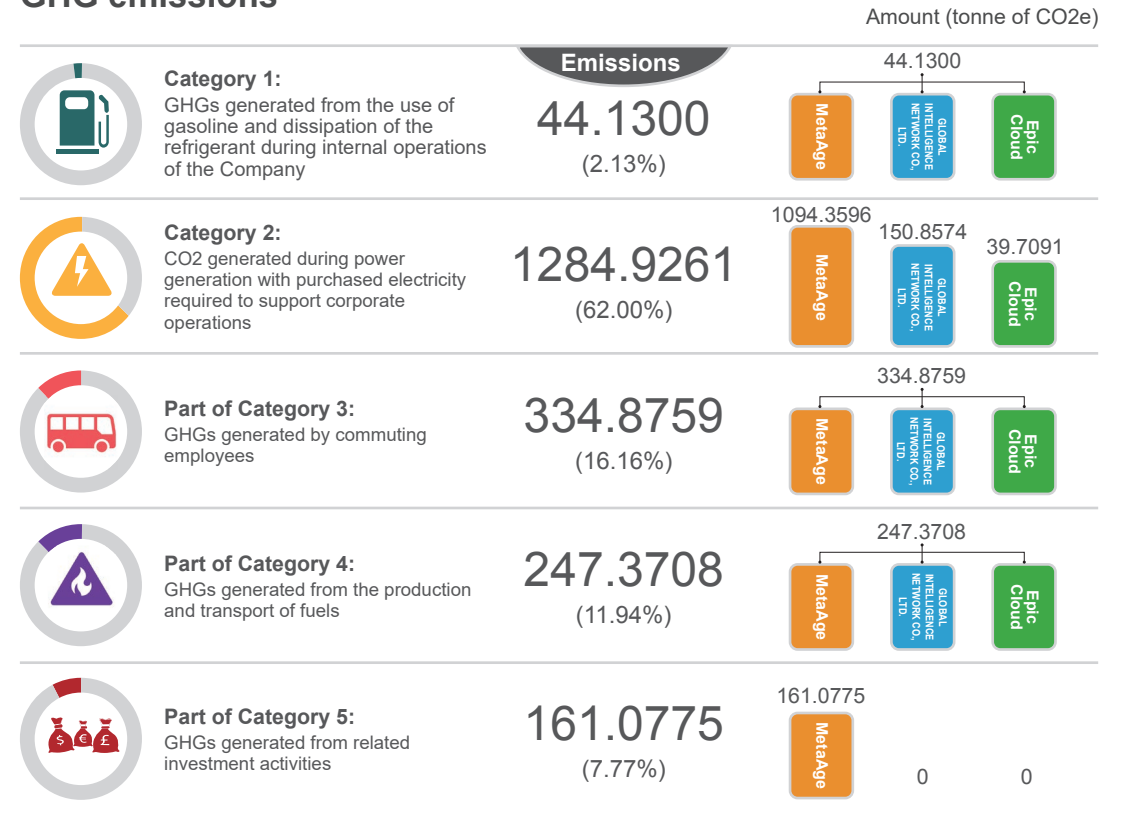 GHG emissions
Amount (tonne of CO2e)
Emissions
Category 1:
GHGs generated from the use of
gasoline and dissipation of the
refrigerant during internal operations
of the Company
44.1300
(2.13%)
44.1300
MetaAge
GLOBAL
INTELLIGENCE
NETWORK CO.,
LTD.
Epic
Cloud
Category 2:
CO2 generated during power
generation with purchased electricity
required to support corporate
operations
1284.9261
(62.00%)
1094.3596
MetaAge
150.8574
GLOBAL
INTELLIGENCE
NETWORK CO.,
LTD.
39.7091
Epic
Cloud
Part of Category 3:
GHGs generated by commuting
employees
334.8759
(16.16%)
334.8759
MetaAge
GLOBAL
INTELLIGENCE
NETWORK CO.,
LTD.
Epic
Cloud
Part of Category 4:
GHGs generated from the production
and transport of fuels
247.3708
(11.94%)
247.3708
MetaAge
GLOBAL
INTELLIGENCE
NETWORK CO.,
LTD.
Epic
Cloud
$ € £
Part of Category 5:
GHGs generated from related
investment activities
161.0775
(7.77%)
161.0775
MetaAge
0
0